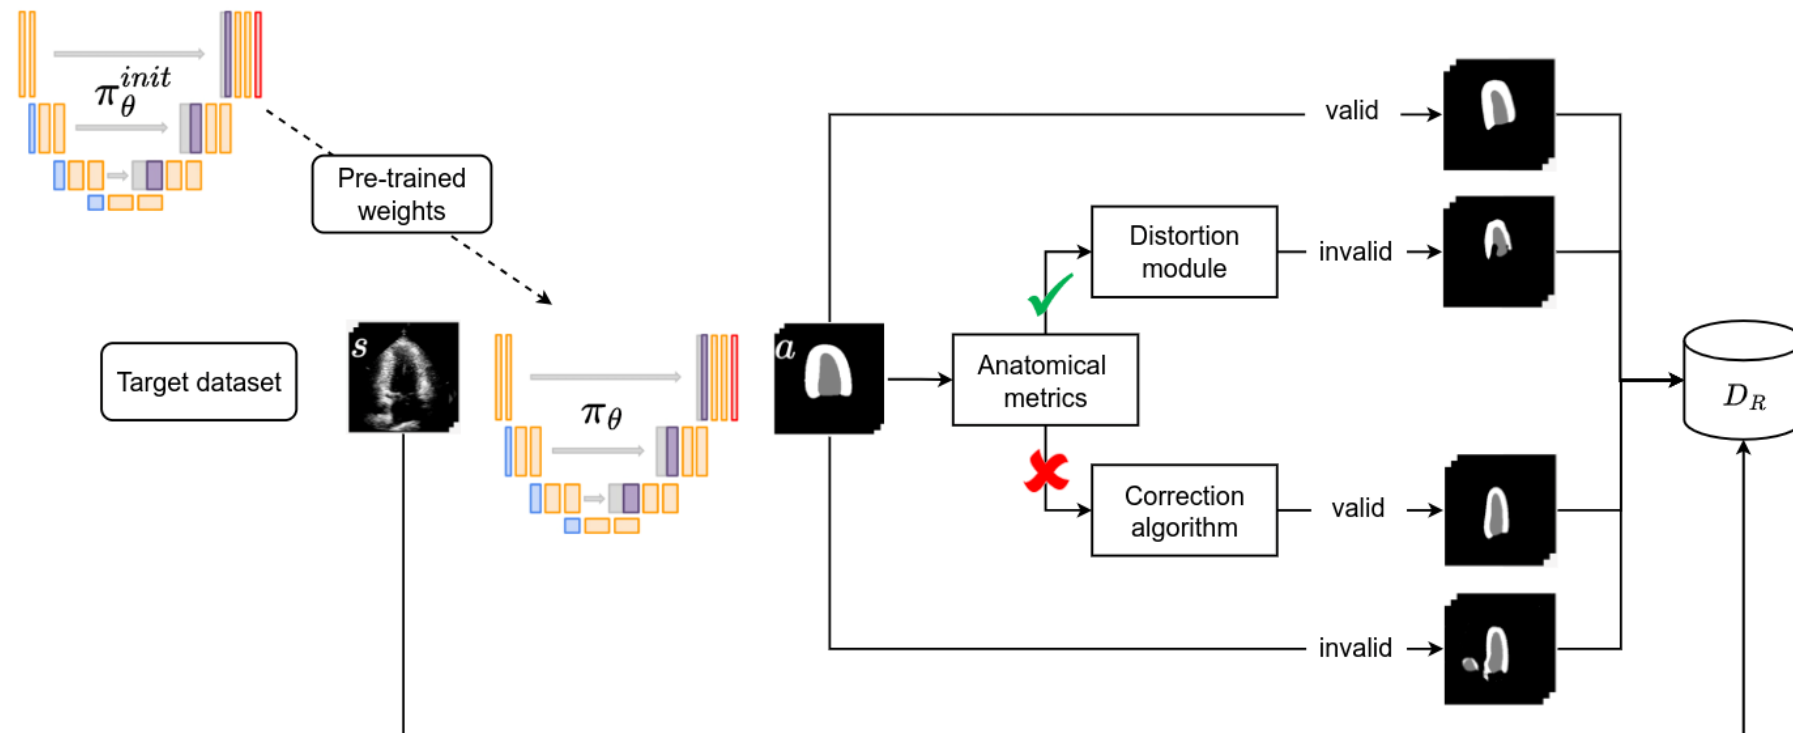 π_θ^{init}
Pre-trained
weights
valid
Distortion
module
invalid
Target dataset
s
π_θ
a
Anatomical
metrics
D_R
Correction
algorithm
valid
invalid